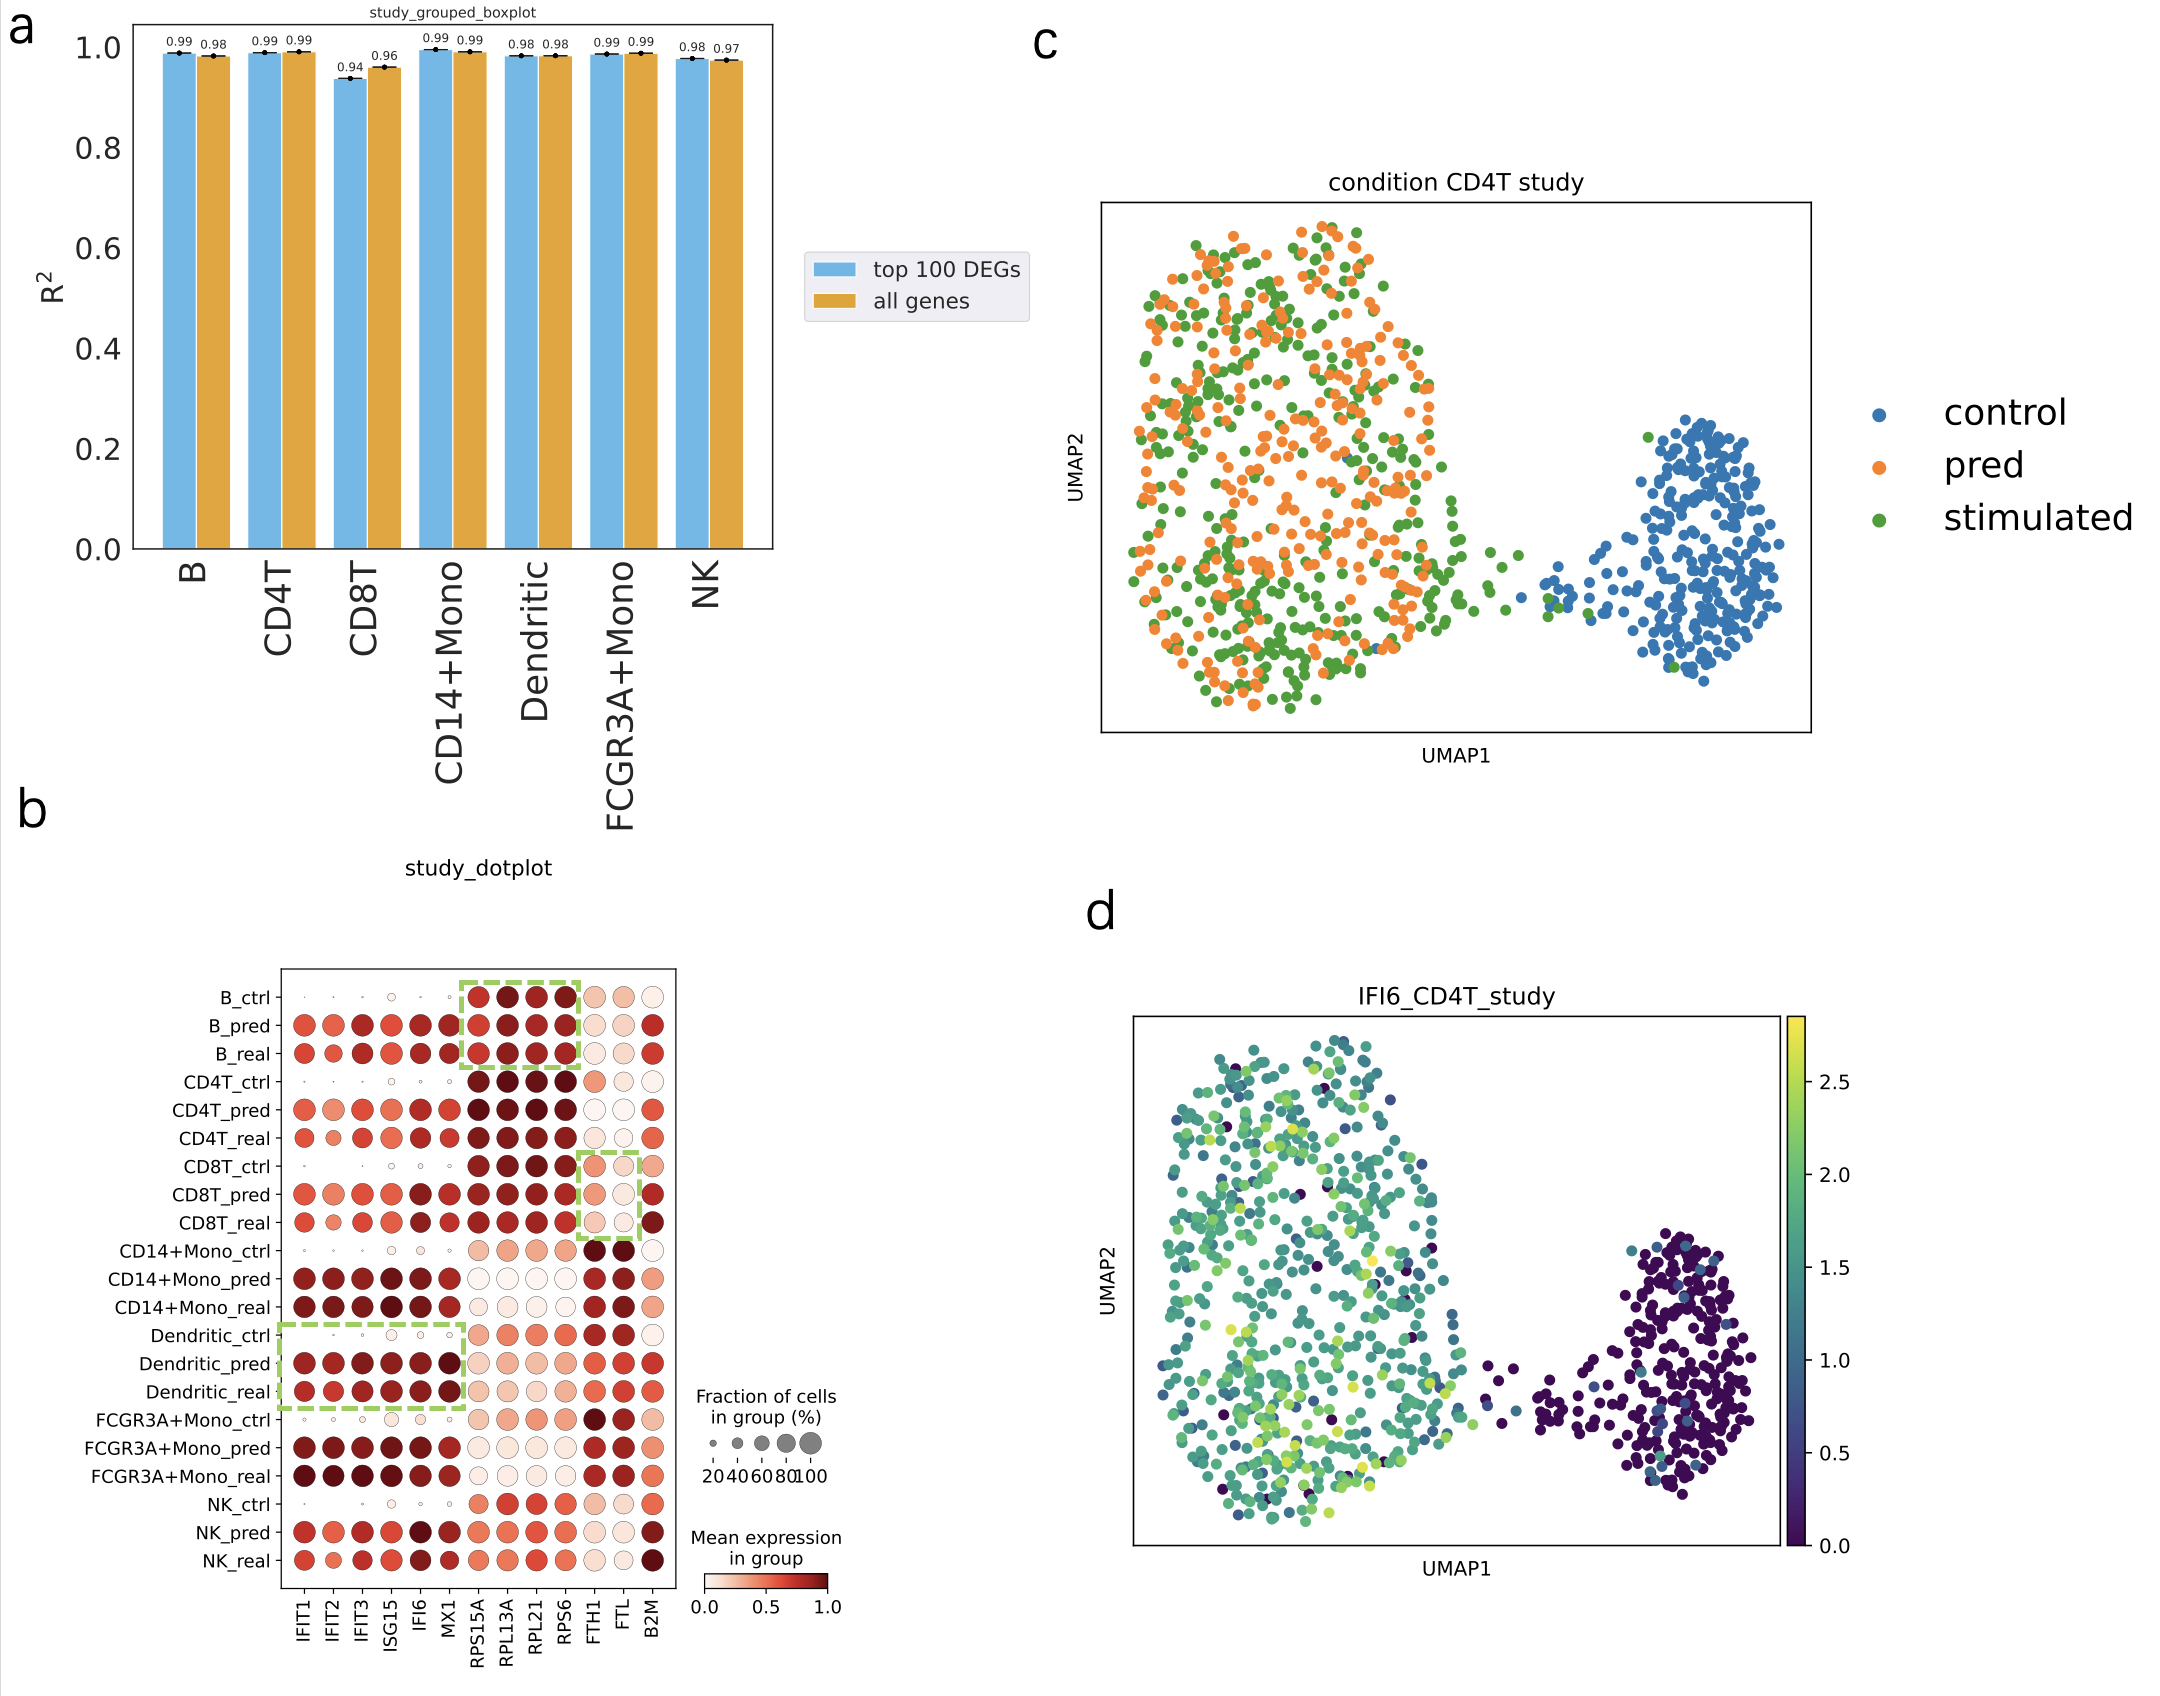 a
study_grouped_boxplot
1.0
0.8
0.6
0.4
0.2
0.0
R²
0.99
0.98
0.99
0.99
0.94
0.96
0.99
0.99
0.98
0.98
0.99
0.99
0.98
0.97
B
CD4T
CD8T
CD14+Mono
Dendritic
FCGR3A+Mono
NK
top 100 DEGs
all genes
b
study_dotplot
B_ctrl
B_pred
B_real
CD4T_ctrl
CD4T_pred
CD4T_real
CD8T_ctrl
CD8T_pred
CD8T_real
CD14+Mono_ctrl
CD14+Mono_pred
CD14+Mono_real
Dendritic_ctrl
Dendritic_pred
Dendritic_real
FCGR3A+Mono_ctrl
FCGR3A+Mono_pred
FCGR3A+Mono_real
NK_ctrl
NK_pred
NK_real
IFIT1
IFIT2
IFIT3
ISG15
IFI6
MX1
RPS15A
RPL13A
RPL21
RPS6
FTH1
FTL
B2M
Fraction of cells
in group (%)
20 40 60 80 100
Mean expression
in group
0.0 0.5 1.0
c
condition CD4T study
UMAP2
UMAP1
control
pred
stimulated
d
IFI6_CD4T_study
UMAP2
UMAP1
2.5
2.0
1.5
1.0
0.5
0.0